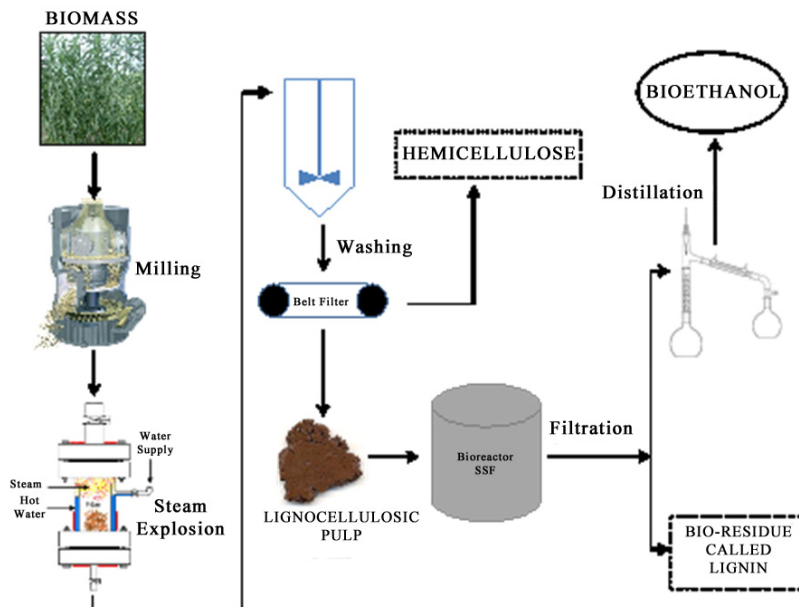 BIOMASS
Milling
Water
Supply
Steam
Hot
Water
Steam
Explosion
Washing
Belt Filter
HEMICELLULOSE
LIGNOCELLULOSIC
PULP
Bioreactor
SSF
Filtration
Distillation
BIOETHANOL
BIO-RESIDUE
CALLED
LIGNIN